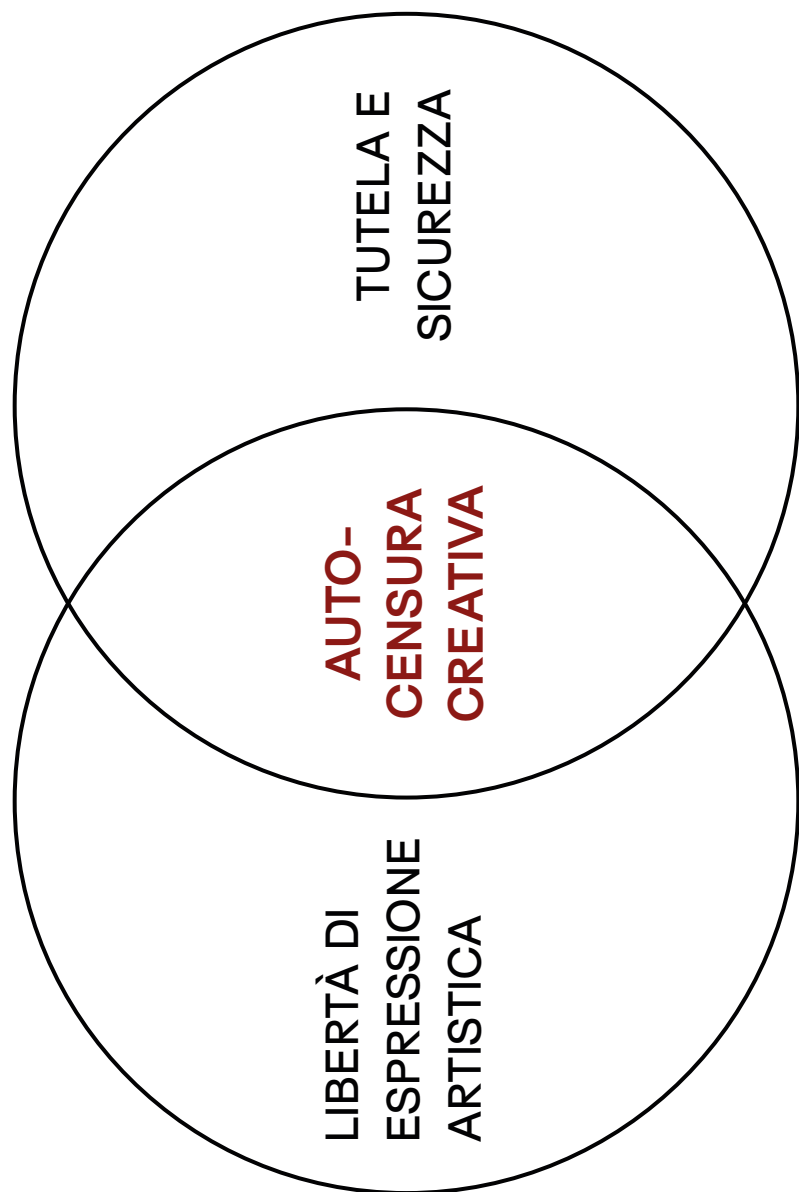 LIBERTÀ DI
ESPRESSIONE
ARTISTICA
AUTO-
CENSURA
CREATIVA
TUTELA E
SICUREZZA